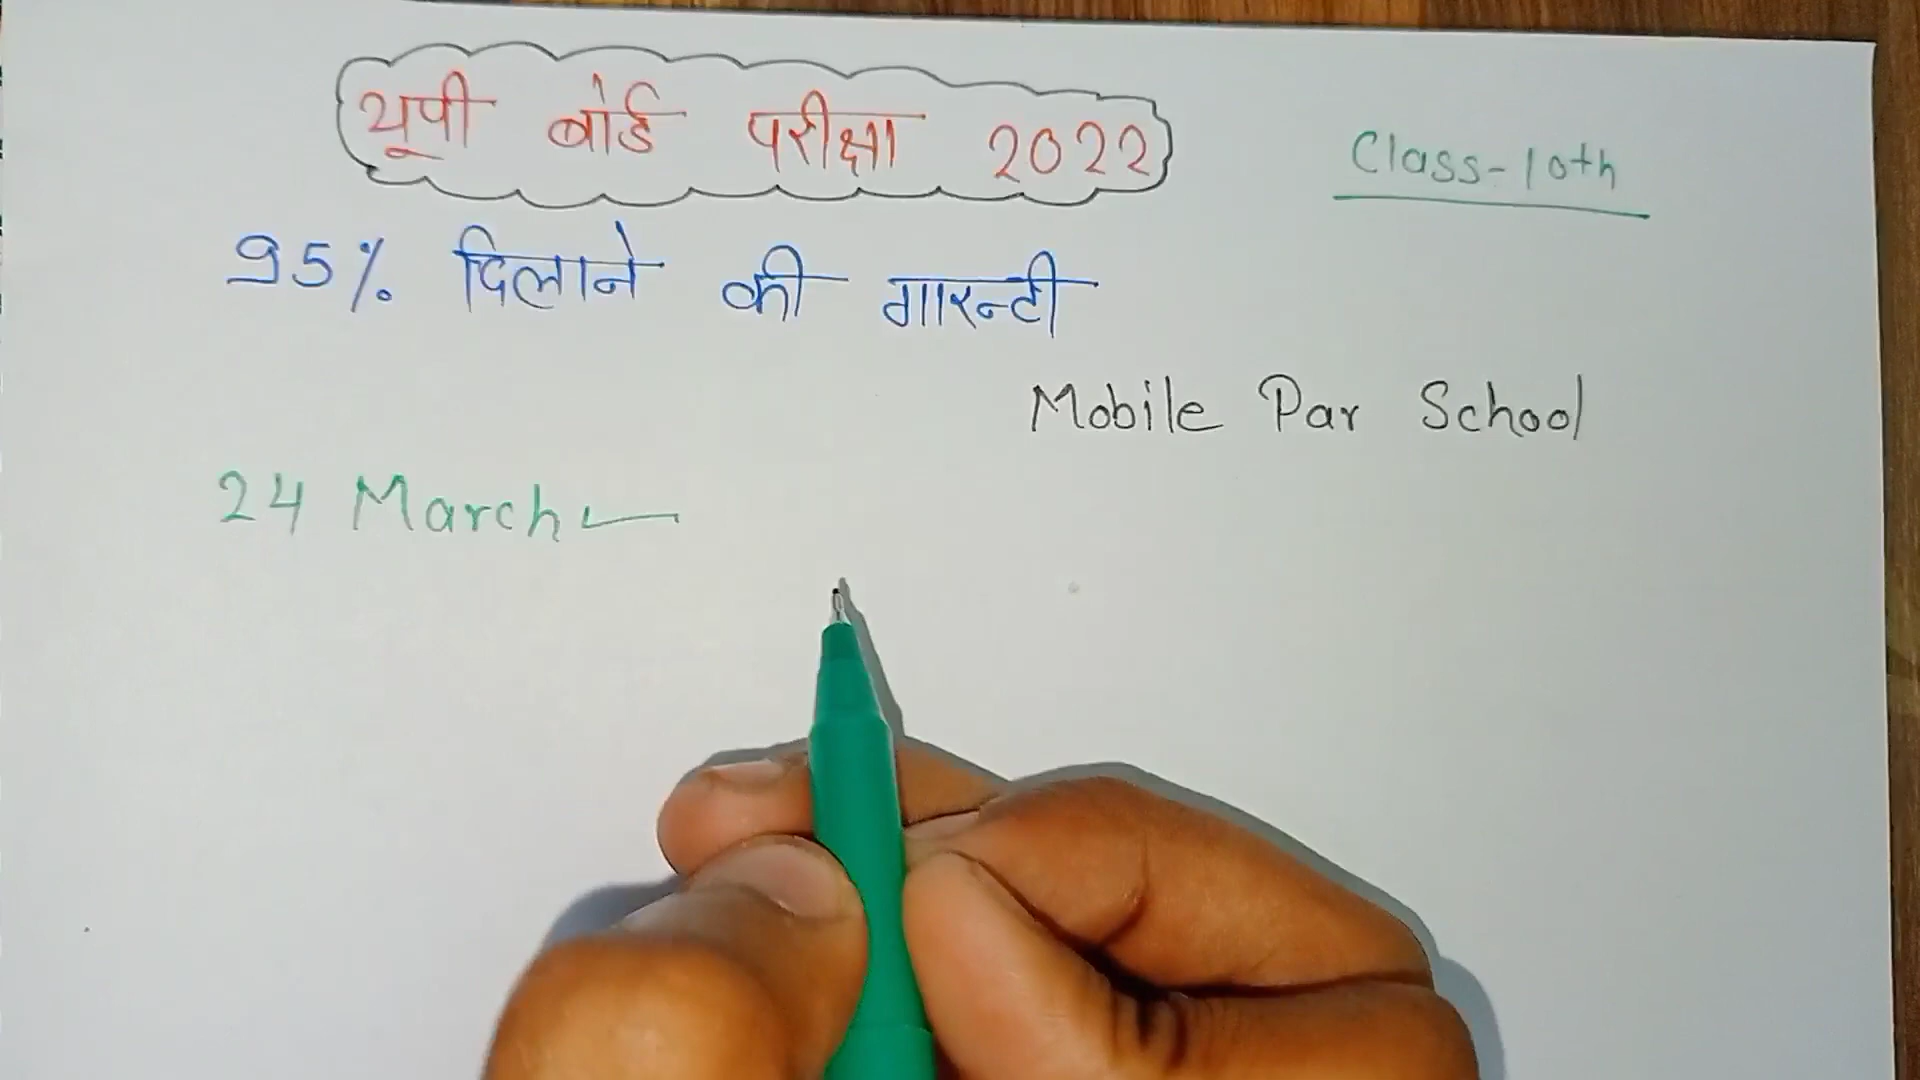 यूपी बोर्ड परीक्षा 2022
Class-10th
95% दिलाने की गारन्टी
Mobile Par School
24 March